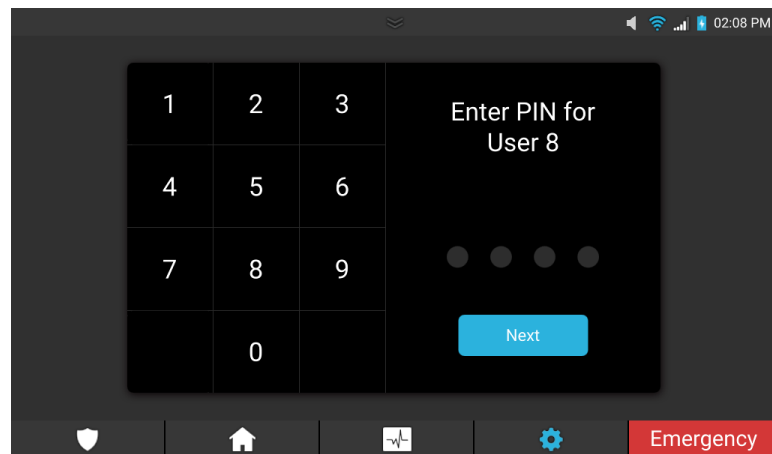 02:08 PM
1 2 3
Enter PIN for
User 8
4 5 6
7 8 9
0
Next
Emergency